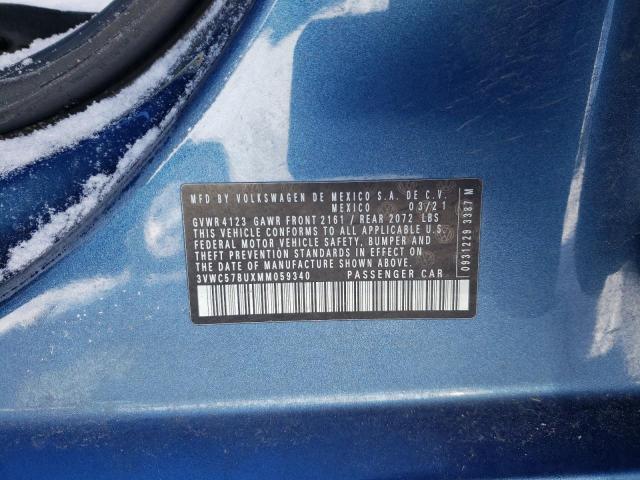 MFD BY VOLKSWAGEN DE MEXICO S.A. DE C.V.
MEXICO 03/21
GVWR 4123 GAWR FRONT 2161 / REAR 2072 LBS
THIS VEHICLE CONFORMS TO ALL APPLICABLE U.S.
FEDERAL MOTOR VEHICLE SAFETY, BUMPER AND
THEFT PREVENTION STANDARDS IN EFFECT ON
THE DATE OF MANUFACTURE SHOWN ABOVE
3VWC57BUXMM059340 PASSENGER CAR
0931229 3387 M